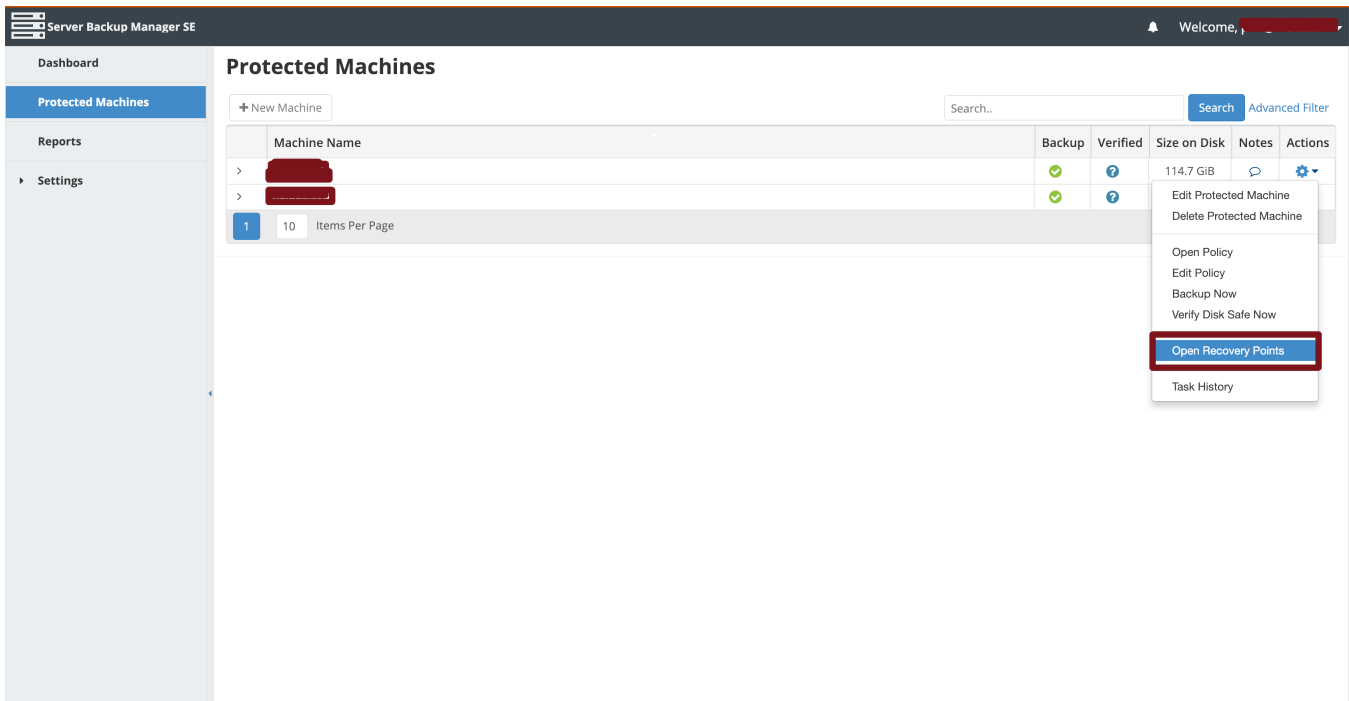 Server Backup Manager SE
Welcome,
Dashboard
Protected Machines
Reports
Settings
Protected Machines
New Machine
Search..
Search
Advanced Filter
Machine Name
Backup
Verified
Size on Disk
Notes
Actions
114.7 GiB
1
10
Items Per Page
Edit Protected Machine
Delete Protected Machine
Open Policy
Edit Policy
Backup Now
Verify Disk Safe Now
Open Recovery Points
Task History